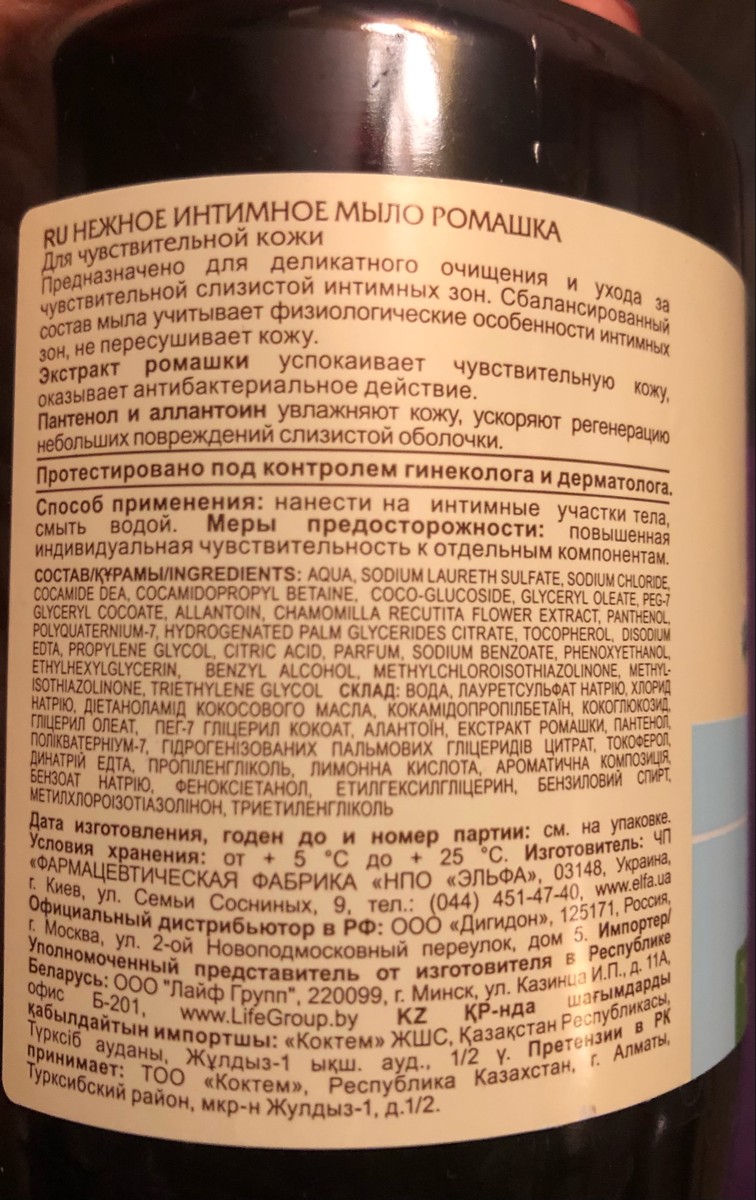 RU НЕЖНОЕ ИНТИМНОЕ МЫЛО РОМАШКА
Для чувствительной кожи
Предназначено для деликатного очищения и ухода за
чувствительной слизистой интимных зон. Сбалансированный
состав мыла учитывает физиологические особенности интимных
зон, не пересушивает кожу.
Экстракт ромашки успокаивает чувствительную кожу,
оказывает антибактериальное действие.
Пантенол и аллантоин увлажняют кожу, ускоряют регенерацию
небольших повреждений слизистой оболочки.
Протестировано под контролем гинеколога и дерматолога.
Способ применения: нанести на интимные участки тела,
смыть водой. Меры предосторожности: повышенная
индивидуальная чувствительность к отдельным компонентам.
СОСТАВ/ҚҰРАМЫ/INGREDIENTS: AQUA, SODIUM LAURETH SULFATE, SODIUM CHLORIDE,
COCAMIDE DEA, COCAMIDOPROPYL BETAINE, COCO-GLUCOSIDE, GLYCERYL OLEATE, PEG-7
GLYCERYL COCOATE, ALLANTOIN, CHAMOMILLA RECUTITA FLOWER EXTRACT, PANTHENOL,
POLYQUATERNIUM-7, HYDROGENATED PALM GLYCERIDES CITRATE, TOCOPHEROL, DISODIUM
EDTA, PROPYLENE GLYCOL, CITRIC ACID, PARFUM, SODIUM BENZOATE, PHENOXYETHANOL,
ETHYLHEXYLGLYCERIN, BENZYL ALCOHOL, METHYLCHLOROISOTHIAZOLINONE, METHYL-
ISOTHIAZOLINONE, TRIETHYLENE GLYCOL СКЛАД: ВОДА, ЛАУРЕТСУЛЬФАТ НАТРІЮ, ХЛОРИД
НАТРІЮ, ДІЕТАНОЛАМІД КОКОСОВОГО МАСЛА, КОКАМІДОПРОПІЛБЕТАЇН, КОКОГЛЮКОЗИД,
ГЛІЦЕРИЛ ОЛЕАТ, ПЕГ-7 ГЛІЦЕРИЛ КОКОАТ, АЛАНТОЇН, ЕКСТРАКТ РОМАШКИ, ПАНТЕНОЛ,
ПОЛІКВАТЕРНІУМ-7, ГІДРОГЕНІЗОВАНИХ ПАЛЬМОВИХ ГЛІЦЕРИДІВ ЦИТРАТ, ТОКОФЕРОЛ,
ДИНАТРІЙ ЕДТА, ПРОПІЛЕНГЛІКОЛЬ, ЛИМОННА КИСЛОТА, АРОМАТИЧНА КОМПОЗИЦІЯ,
БЕНЗОАТ НАТРІЮ, ФЕНОКСІЕТАНОЛ, ЕТИЛГЕКСИЛГЛІЦЕРИН, БЕНЗИЛОВИЙ СПИРТ,
МЕТИЛХЛОРОІЗОТІАЗОЛІНОН, ТРИЕТИЛЕНГЛІКОЛЬ
Дата изготовления, годен до и номер партии: см. на упаковке.
Условия хранения: от + 5 °С до + 25 °С. Изготовитель: ЧП
«ФАРМАЦЕВТИЧЕСКАЯ ФАБРИКА «НПО «ЭЛЬФА», 03148, Украина,
г. Киев, ул. Семьи Сосниных, 9, тел.: (044) 451-47-40, www.elfa.ua
Официальный дистрибьютор в РФ: ООО «Дигидон», 125171, Россия,
г. Москва, ул. 2-ой Новоподмосковный переулок, дом 5. Импортер/
Уполномоченный представитель от изготовителя в Республике
Беларусь: ООО "Лайф Групп", 220099, г. Минск, ул. Казинца И.П., д. 11А,
офис Б-201, www.LifeGroup.by KZ ҚР-нда шағымдарды
қабылдайтын импортшы: «Коктем» ЖШС, Қазақстан Республикасы,
Түрксіб ауданы, Жұлдыз-1 ықш. ауд., 1/2 ү. Претензии в РК
принимает: ТОО «Коктем», Республика Казахстан, г. Алматы,
Турксибский район, мкр-н Жулдыз-1, д.1/2.